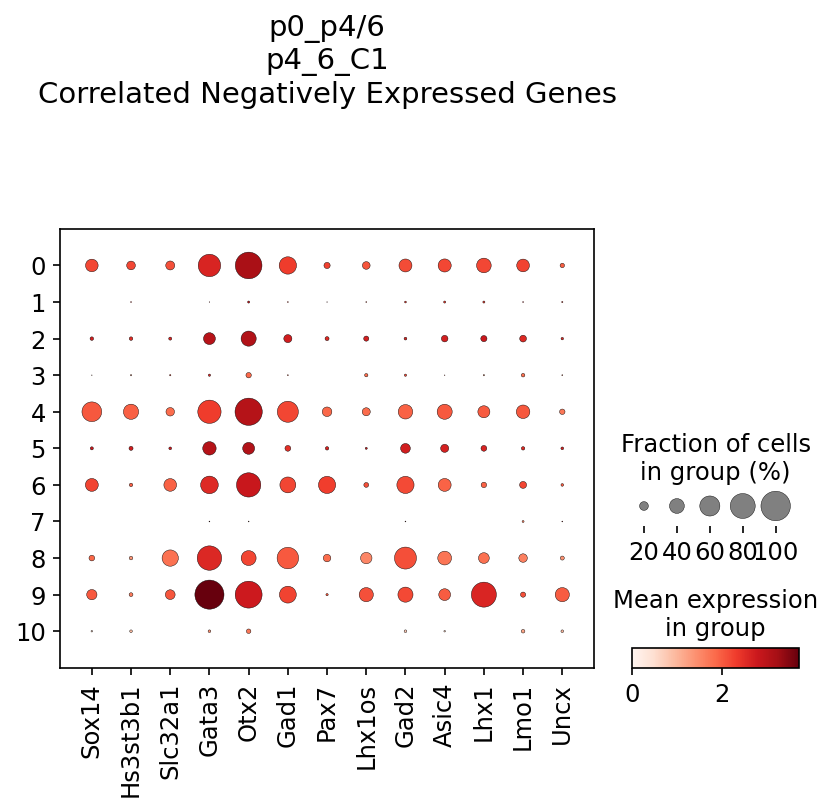 p0_p4/6
p4_6_C1
Correlated Negatively Expressed Genes
0
1
2
3
4
5
6
7
8
9
10
Sox14
Hs3st3b1
Slc32a1
Gata3
Otx2
Gad1
Pax7
Lhx1os
Gad2
Asic4
Lhx1
Lmo1
Uncx
Fraction of cells
in group (%)
20 40 60 80 100
Mean expression
in group
0 2